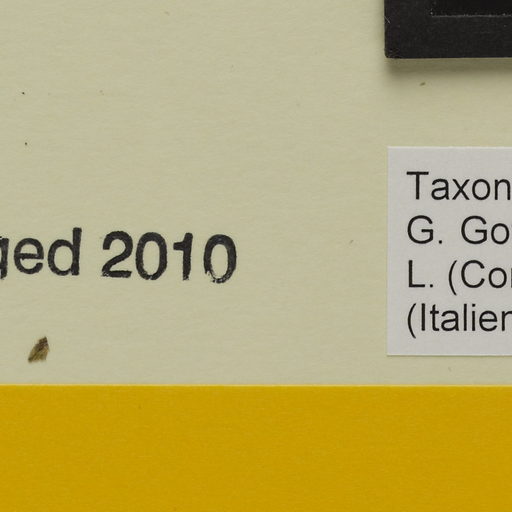 ged 2010
Taxon
G. Go
L. (Co
(Italien